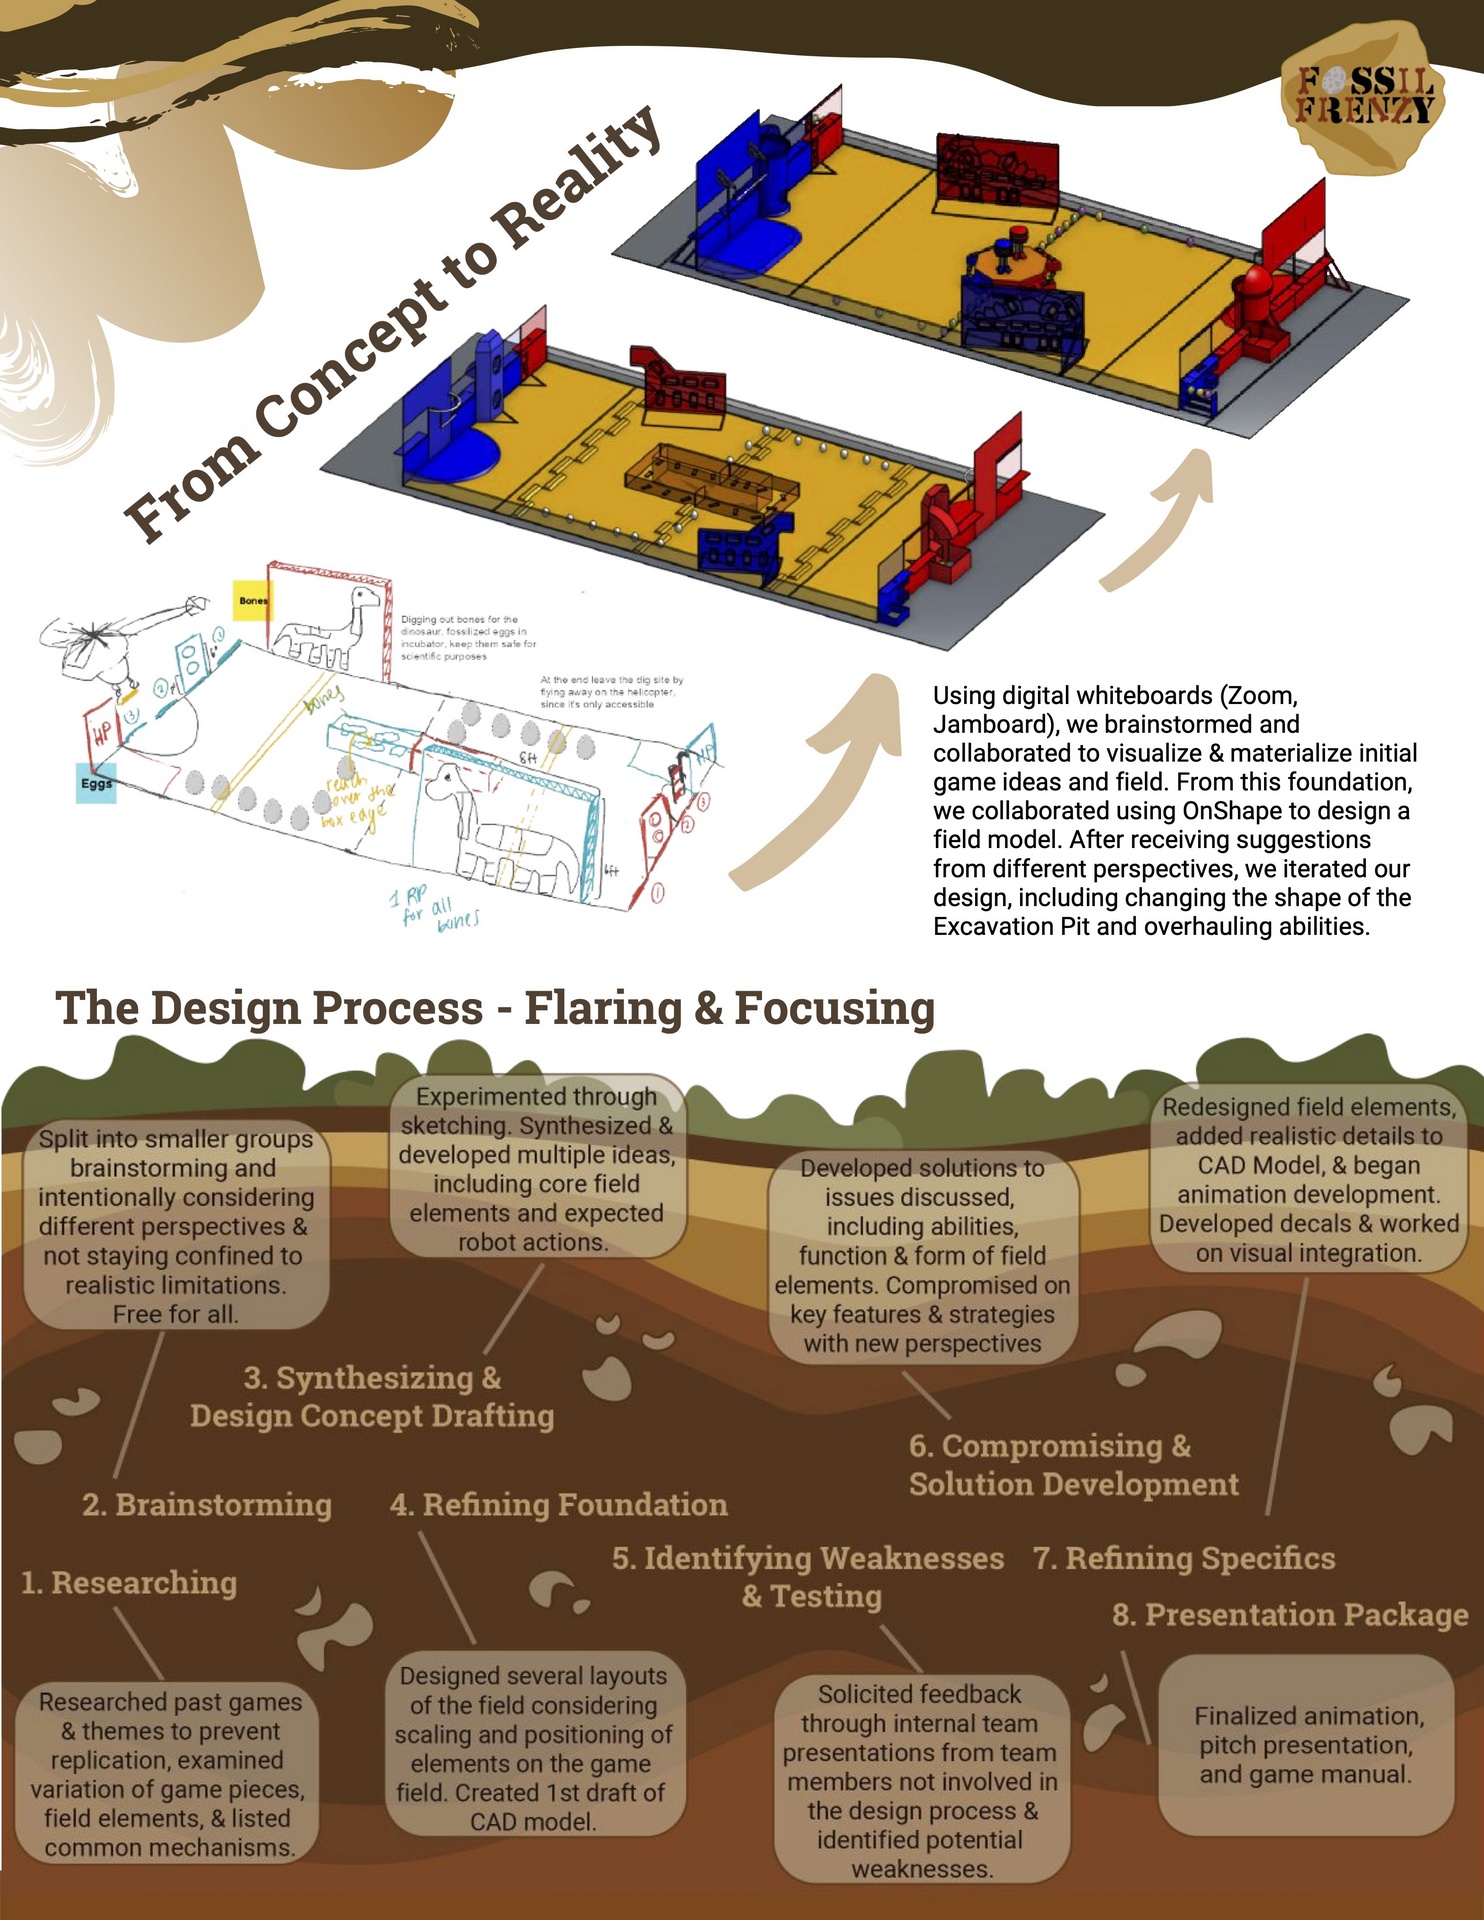 FOSSIL
FRENZY
From Concept to Reality
Bones
Digging out bones for the
dinosaur, fossilized eggs in
incubator, keep them safe for
scientific purposes
At the end leave the dig site by
flying away on the helicopter,
since it's only accessible
bones
8ft
HP
HP
Eggs
reach
over the
box edge
6ft
1 RP
for all
bones
(1)
(2)
(3)
(1)
(2)
(3)
Using digital whiteboards (Zoom,
Jamboard), we brainstormed and
collaborated to visualize & materialize initial
game ideas and field. From this foundation,
we collaborated using OnShape to design a
field model. After receiving suggestions
from different perspectives, we iterated our
design, including changing the shape of the
Excavation Pit and overhauling abilities.
The Design Process - Flaring & Focusing
1. Researching
Researched past games
& themes to prevent
replication, examined
variation of game pieces,
field elements, & listed
common mechanisms.
2. Brainstorming
Split into smaller groups
brainstorming and
intentionally considering
different perspectives &
not staying confined to
realistic limitations.
Free for all.
3. Synthesizing &
Design Concept Drafting
Experimented through
sketching. Synthesized &
developed multiple ideas,
including core field
elements and expected
robot actions.
4. Refining Foundation
Designed several layouts
of the field considering
scaling and positioning of
elements on the game
field. Created 1st draft of
CAD model.
5. Identifying Weaknesses
& Testing
Solicited feedback
through internal team
presentations from team
members not involved in
the design process &
identified potential
weaknesses.
6. Compromising &
Solution Development
Developed solutions to
issues discussed,
including abilities,
function & form of field
elements. Compromised on
key features & strategies
with new perspectives
7. Refining Specifics
Redesigned field elements,
added realistic details to
CAD Model, & began
animation development.
Developed decals & worked
on visual integration.
8. Presentation Package
Finalized animation,
pitch presentation,
and game manual.